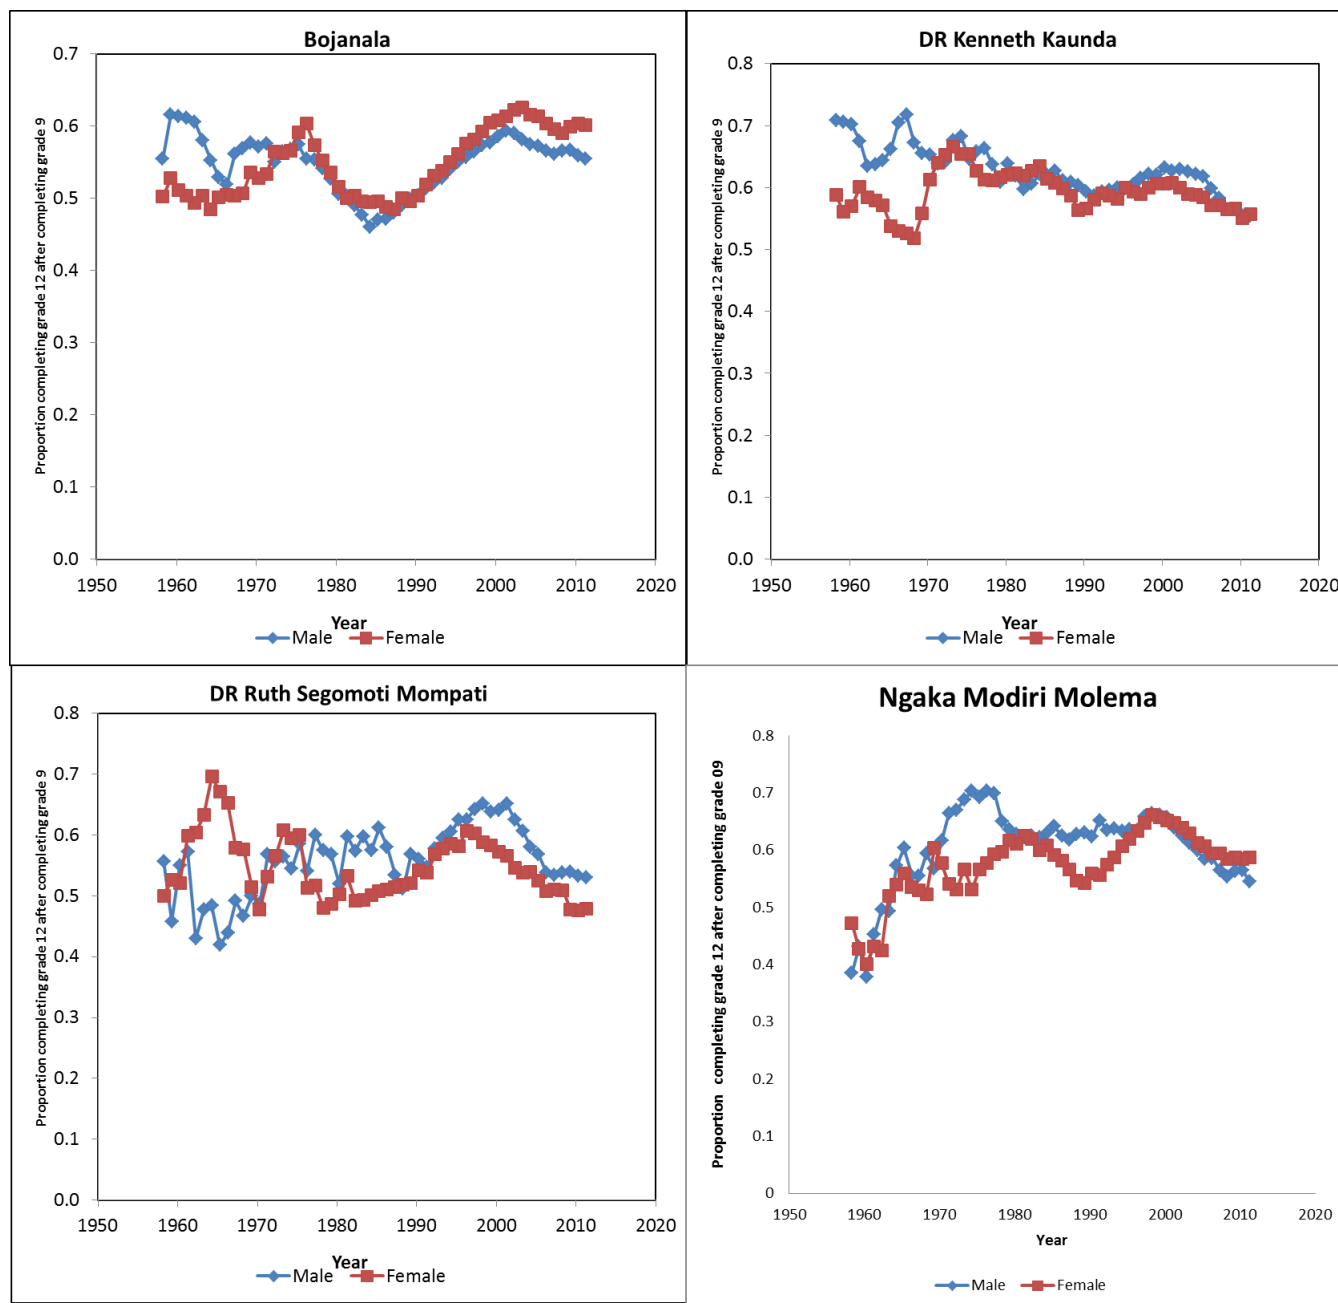 Bojanala
Proportion completing grade 12 after completing grade 9
0.7
0.6
0.5
0.4
0.3
0.2
0.1
0.0
1950 1960 1970 1980 1990 2000 2010 2020
Year
Male Female
DR Kenneth Kaunda
Proportion completing grade 12 after completing grade 9
0.8
0.7
0.6
0.5
0.4
0.3
0.2
0.1
0.0
1950 1960 1970 1980 1990 2000 2010 2020
Year
Male Female
DR Ruth Segomoti Mompati
Proportion completing grade 12 after completing grade 9
0.8
0.7
0.6
0.5
0.4
0.3
0.2
0.1
0.0
1950 1960 1970 1980 1990 2000 2010 2020
Year
Male Female
Ngaka Modiri Molema
Proportion completing grade 12 after completing grade 09
0.8
0.7
0.6
0.5
0.4
0.3
0.2
0.1
0
1950 1960 1970 1980 1990 2000 2010 2020
Year
Male Female